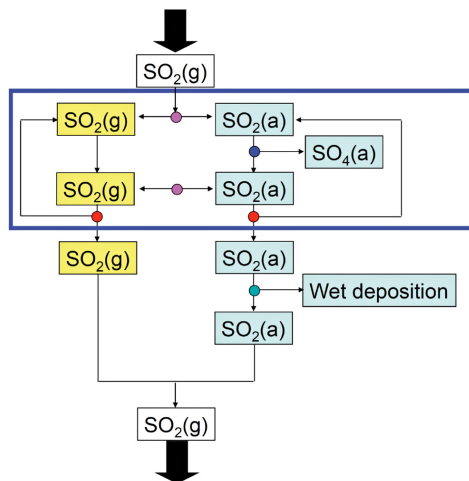 SO₂(g)
SO₂(g) SO₂(a)
SO₄(a)
SO₂(g) SO₂(a)
SO₂(g) SO₂(a)
Wet deposition
SO₂(a)
SO₂(g)